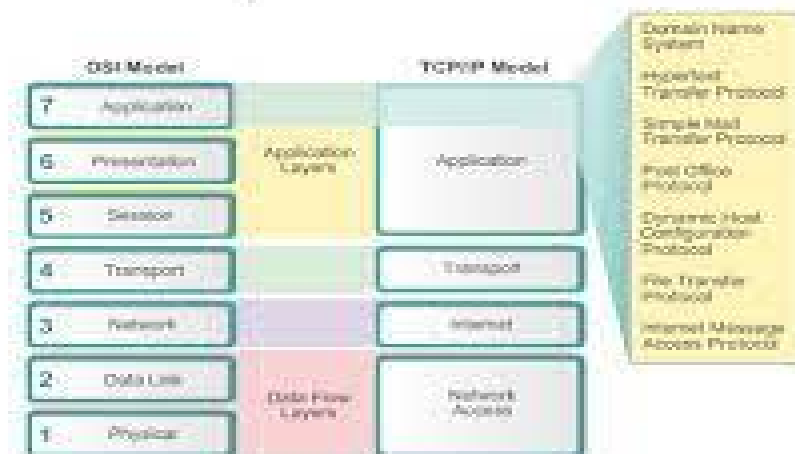 OSI Model
TCP/IP Model
7 Application
6 Presentation
5 Session
4 Transport
3 Network
2 Data Link
1 Physical
Application
Layers
Data Flow
Layers
Application
Transport
Internet
Network
Access
Domain Name
System
Hypertext
Transfer Protocol
Simple Mail
Transfer Protocol
Post Office
Protocol
Dynamic Host
Configuration
Protocol
File Transfer
Protocol
Internet Message
Access Protocol